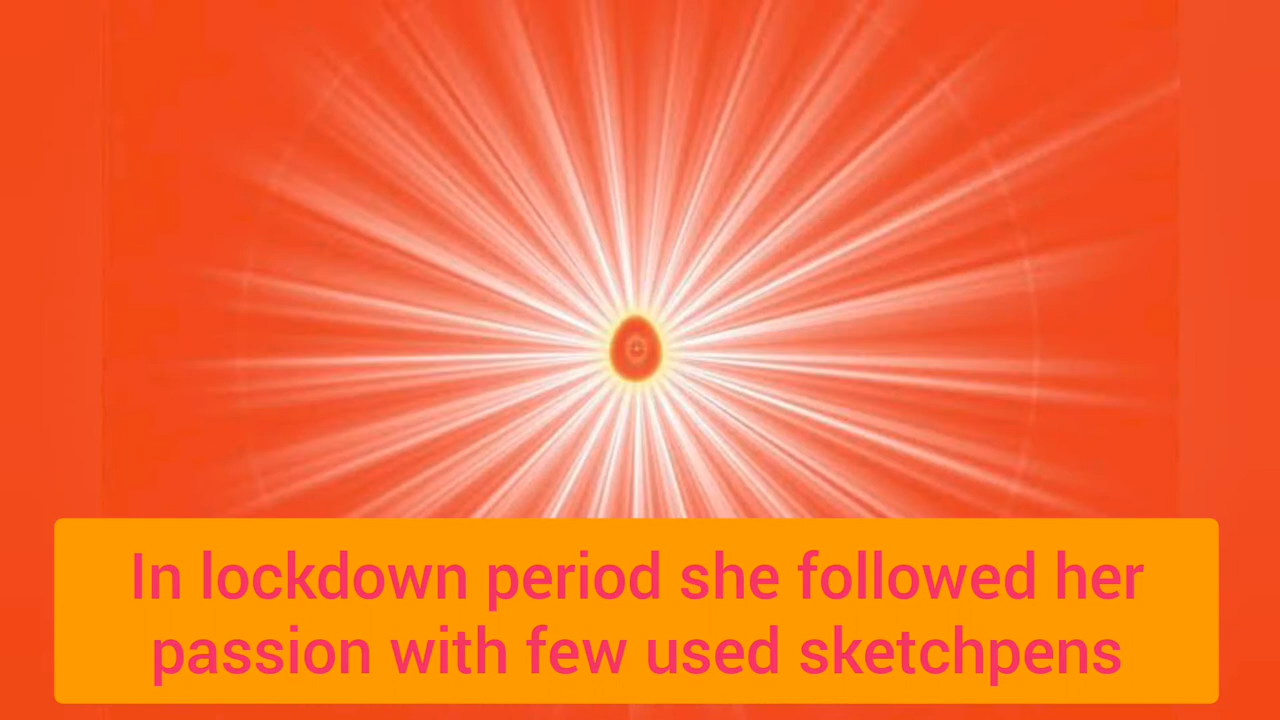 In lockdown period she followed her
passion with few used sketchpens